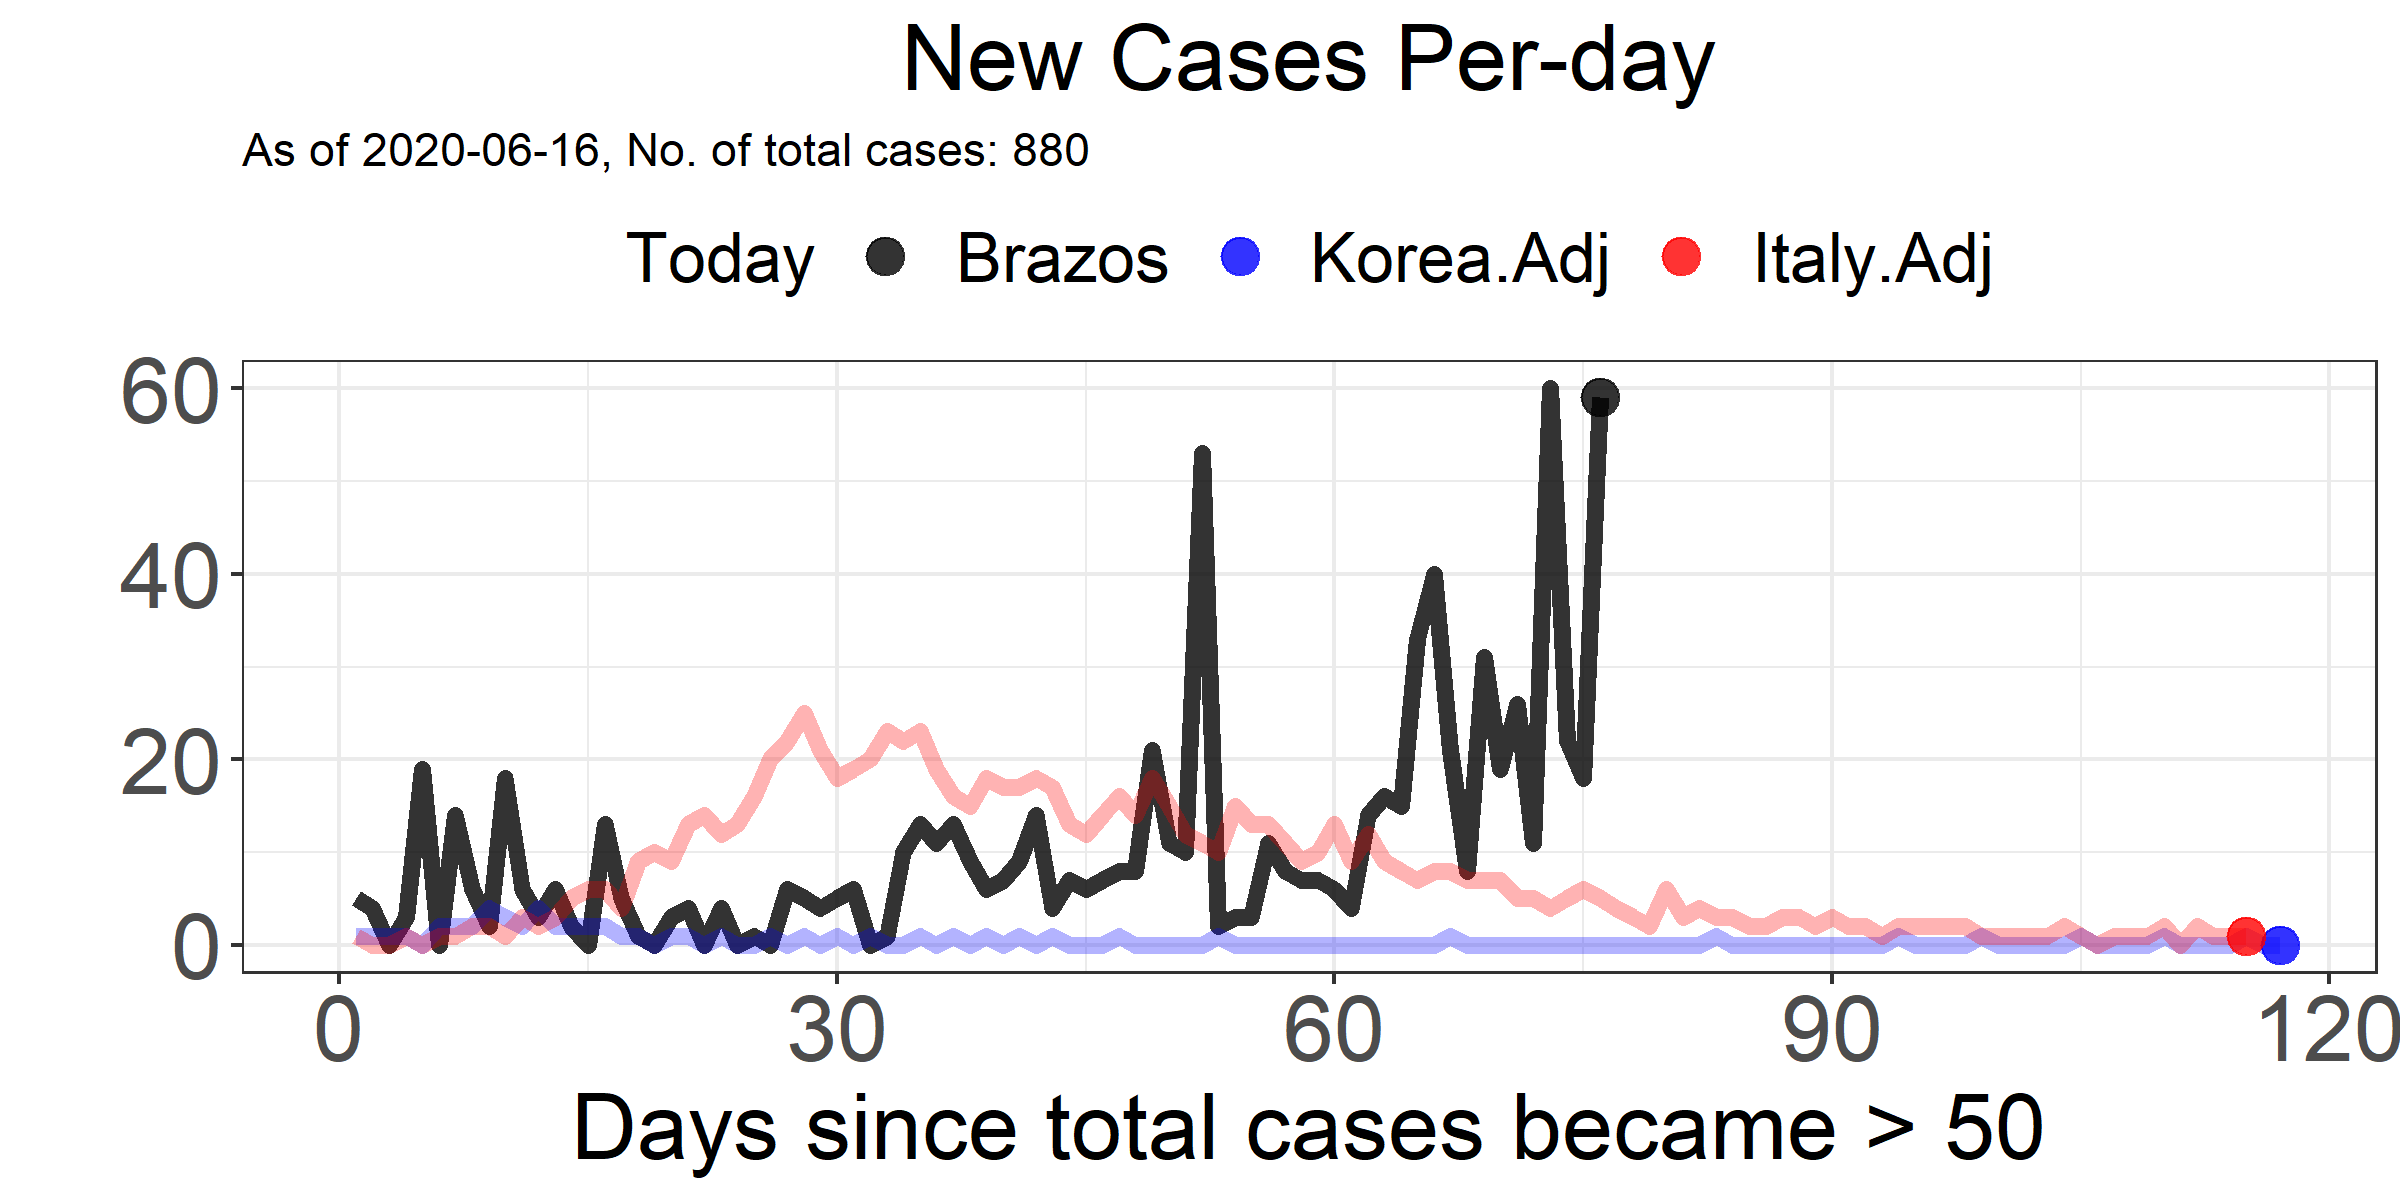 New Cases Per-day
As of 2020-06-16, No. of total cases: 880
Today Brazos Korea.Adj Italy.Adj
60
40
20
0
0 30 60 90 120
Days since total cases became > 50